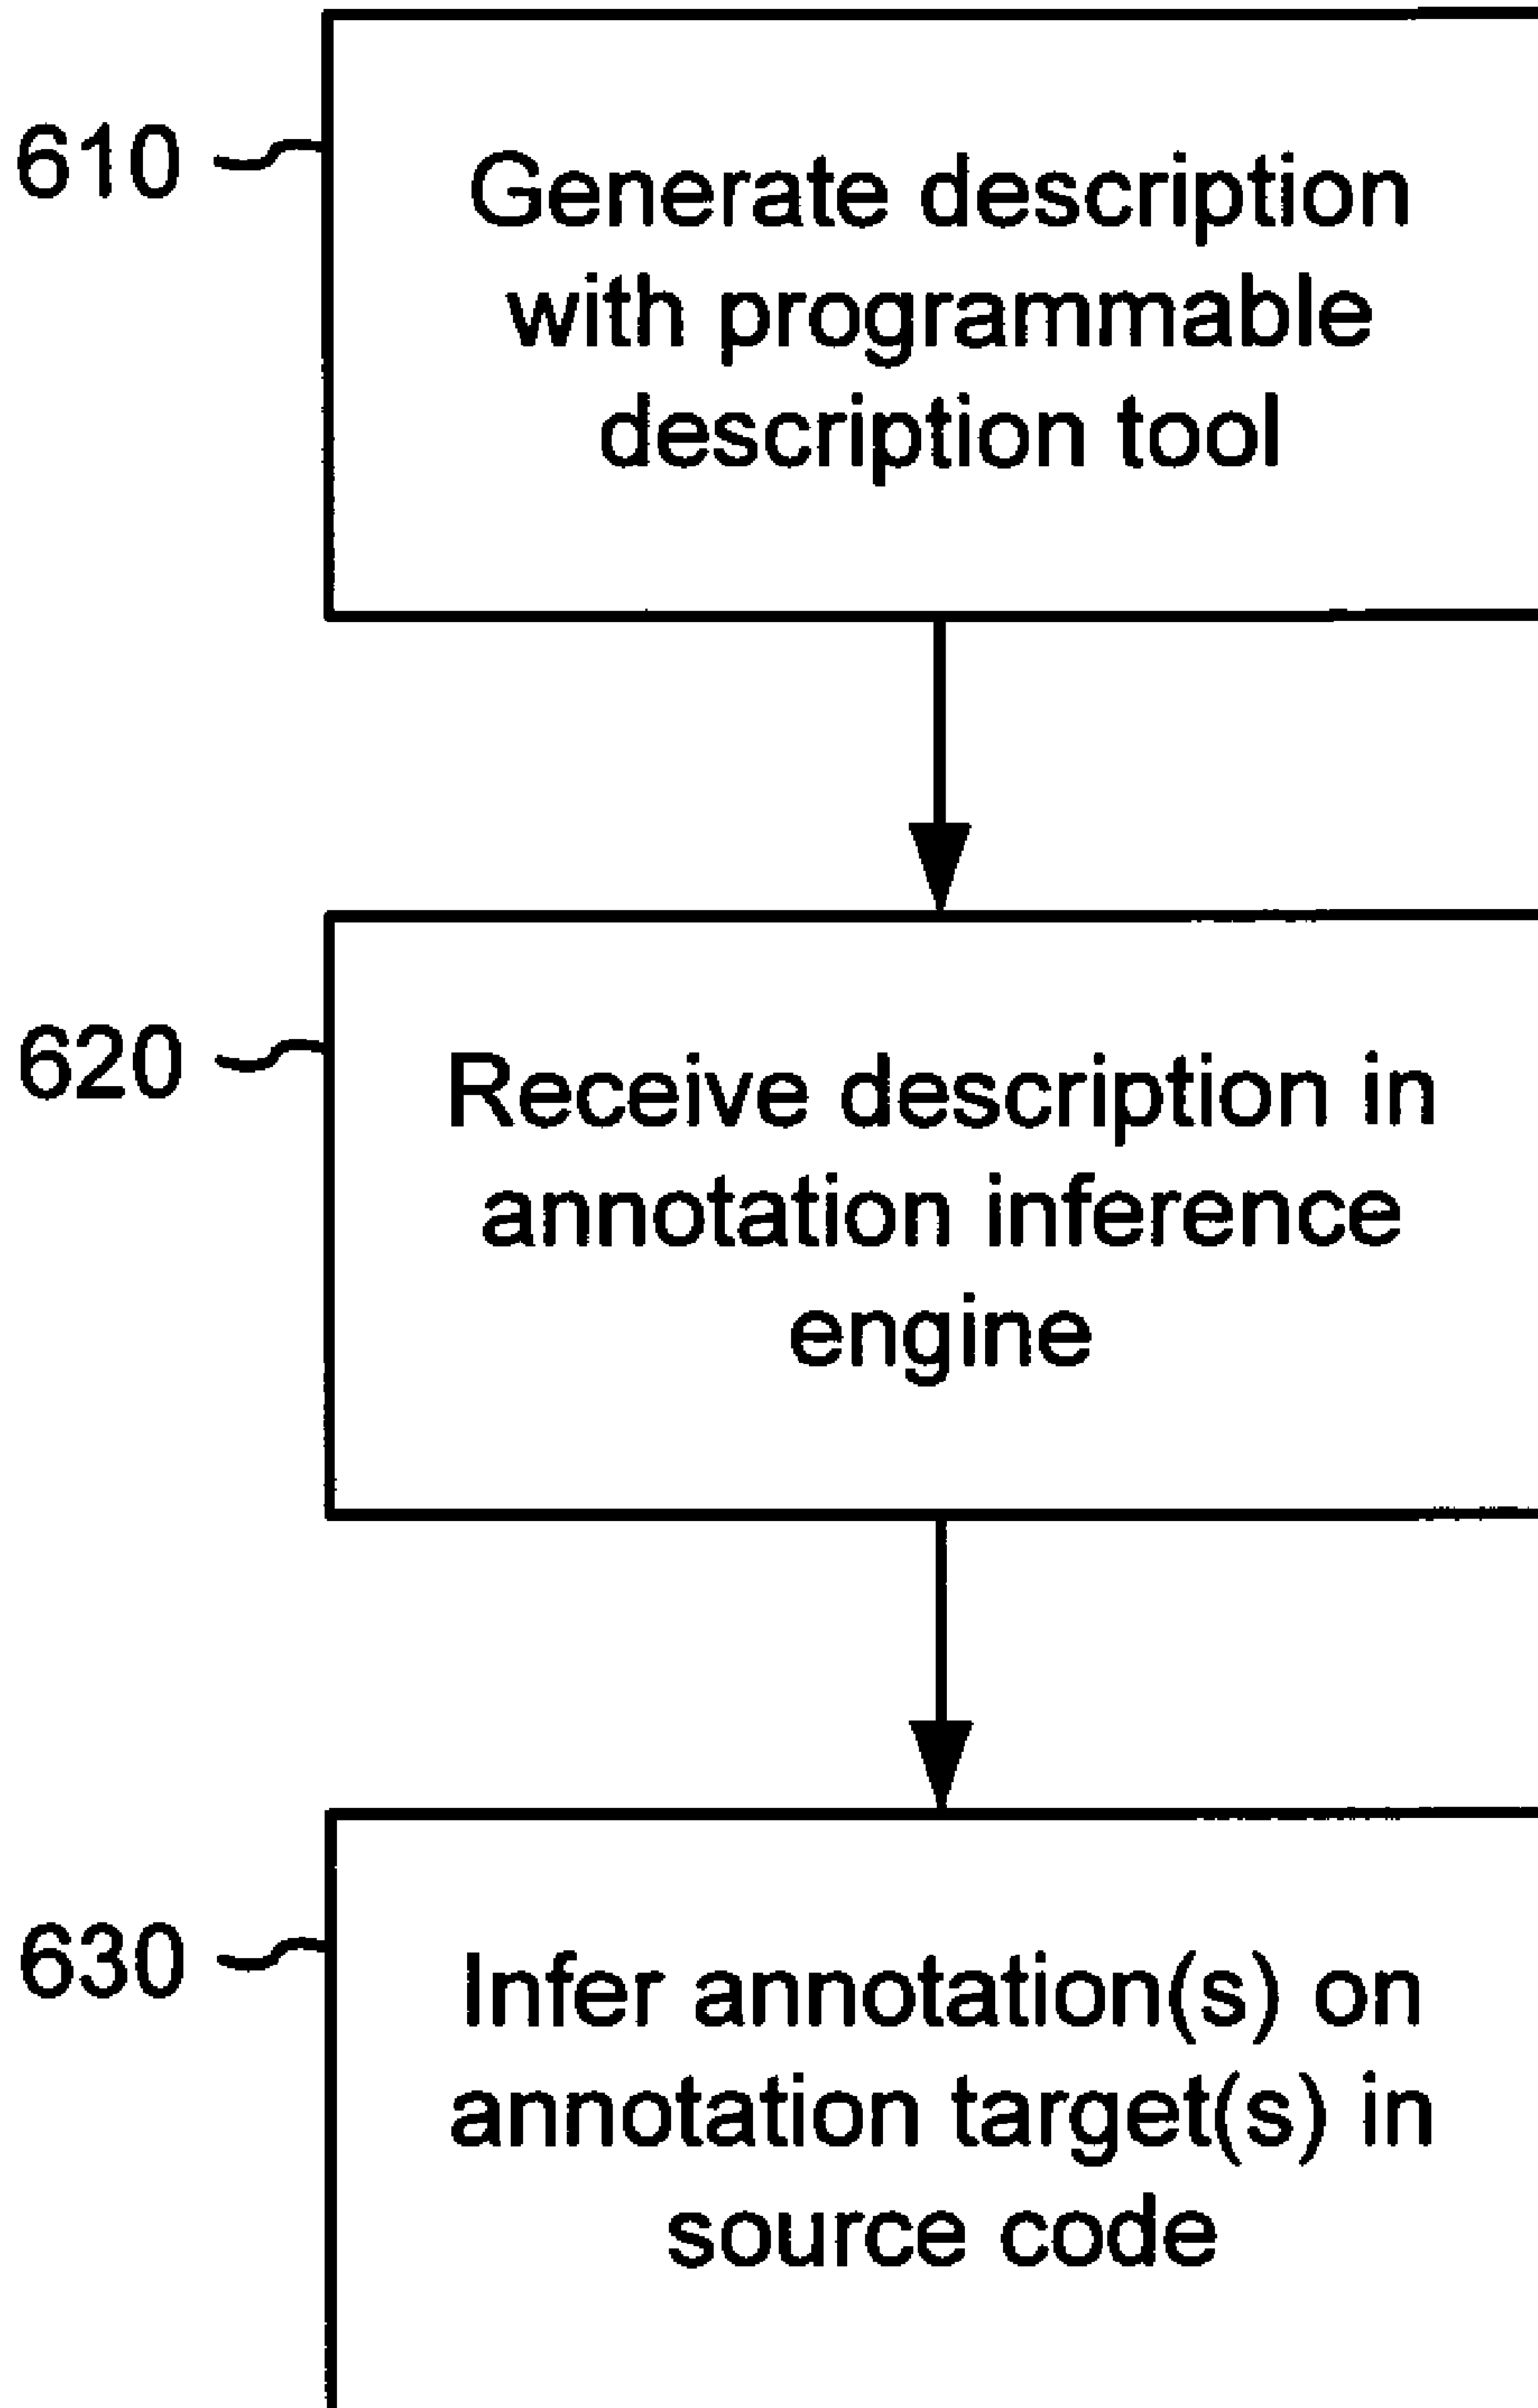 610
Generate description
with programmable
description tool
620
Receive description in
annotation inference
engine
630
Infer annotation(s) on
annotation target(s) in
source code